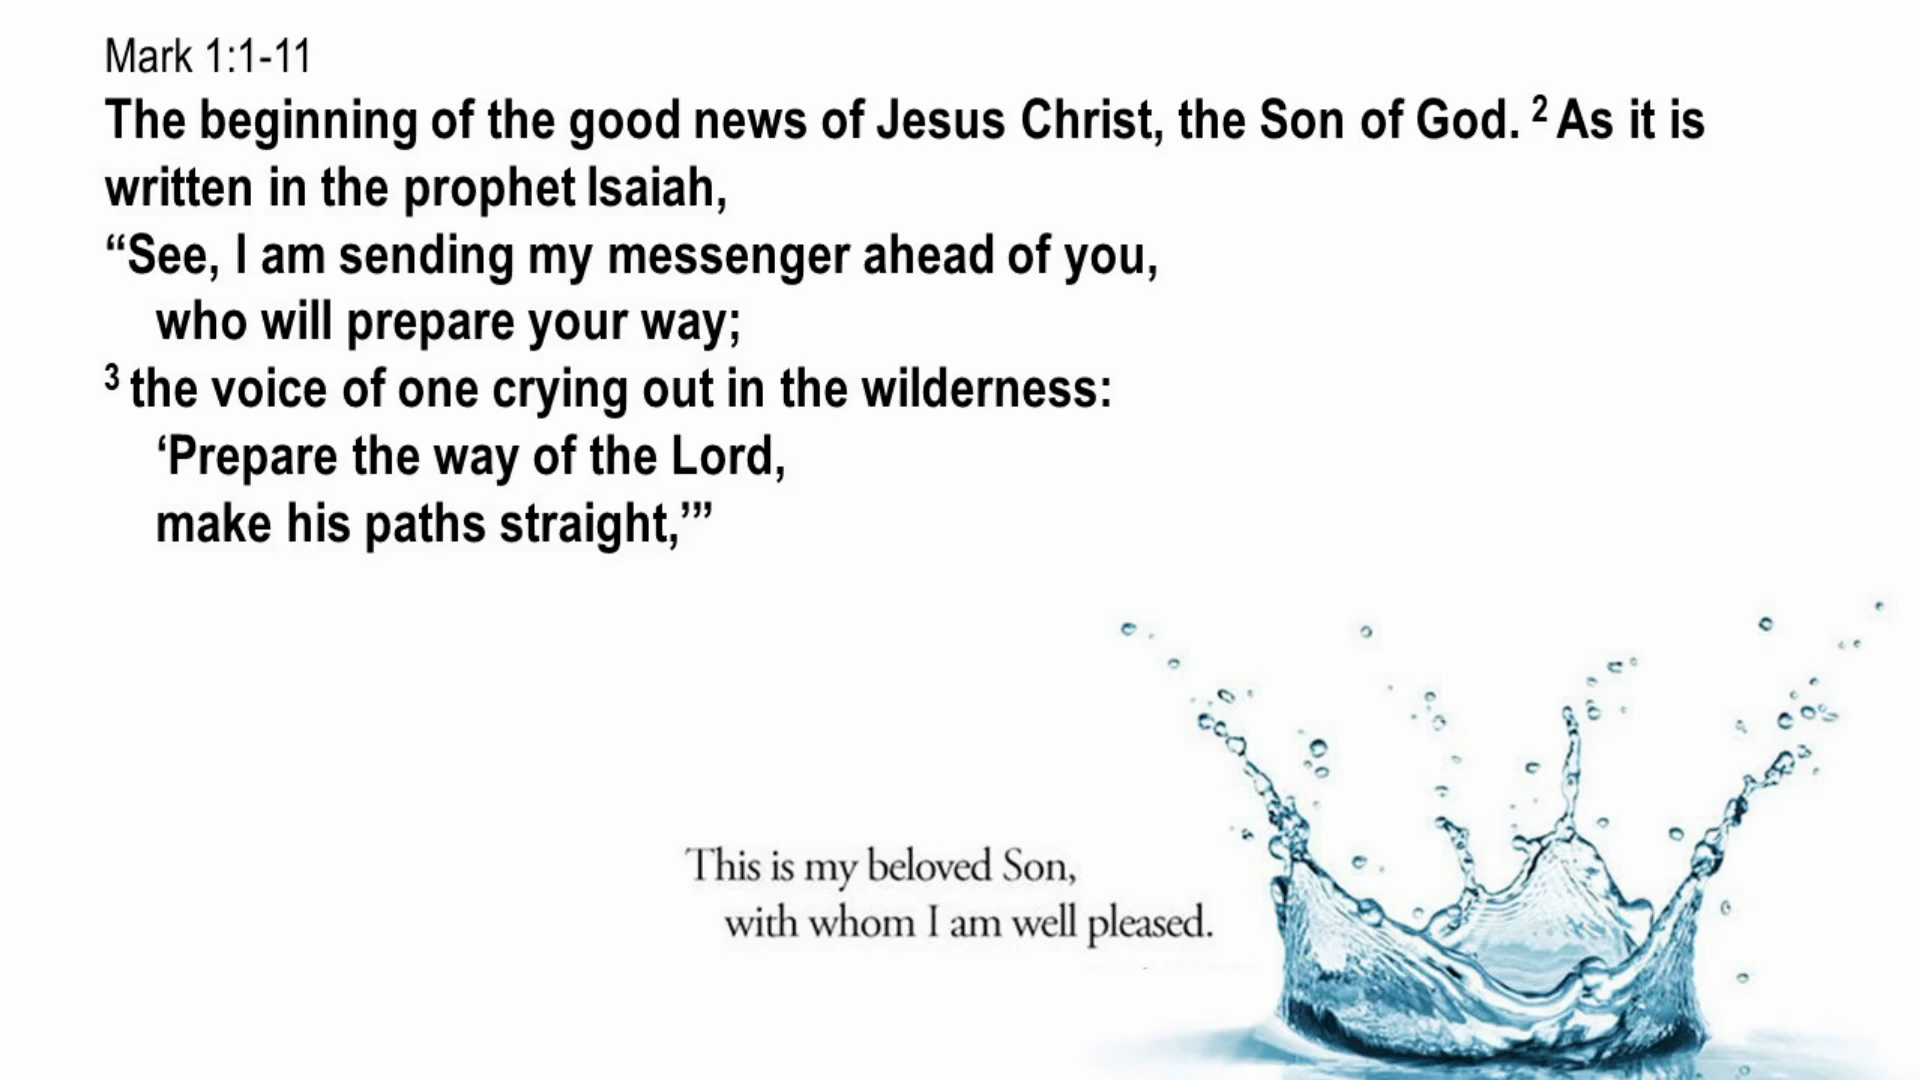 Mark 1:1-11
The beginning of the good news of Jesus Christ, the Son of God. ² As it is
written in the prophet Isaiah,
“See, I am sending my messenger ahead of you,
who will prepare your way;
³ the voice of one crying out in the wilderness:
‘Prepare the way of the Lord,
make his paths straight,’”
This is my beloved Son,
with whom I am well pleased.